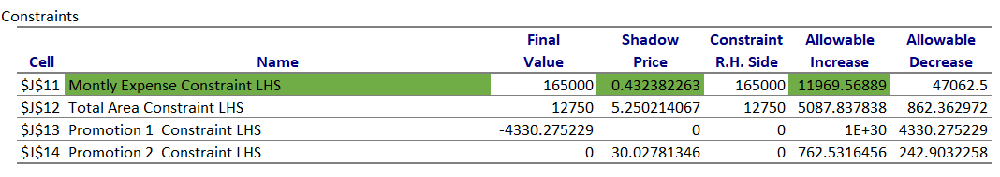 Constraints
Final Shadow Constraint Allowable Allowable
Cell Name Value Price R.H. Side Increase Decrease
$J$11 Montly Expense Constraint LHS 165000 0.432382263 165000 11969.56889 47062.5
$J$12 Total Area Constraint LHS 12750 5.250214067 12750 5087.837838 862.362972
$J$13 Promotion 1 Constraint LHS -4330.275229 0 0 1E+30 4330.275229
$J$14 Promotion 2 Constraint LHS 0 30.02781346 0 762.5316456 242.9032258